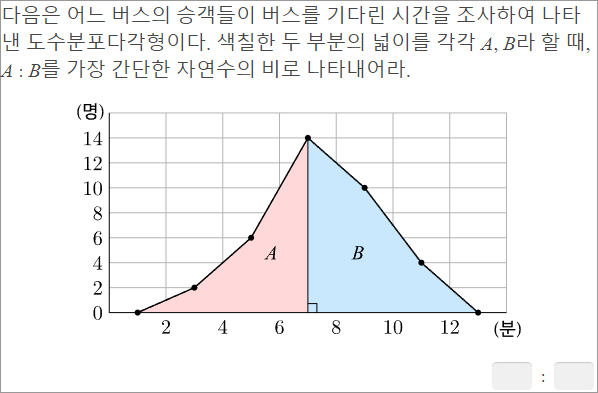 다음은 어느 버스의 승객들이 버스를 기다린 시간을 조사하여 나타
낸 도수분포다각형이다. 색칠한 두 부분의 넓이를 각각 A, B라 할 때,
A : B를 가장 간단한 자연수의 비로 나타내어라.
(명)
14
12
10
8
6
4
2
0
A
B
2 4 6 8 10 12 (분)
: